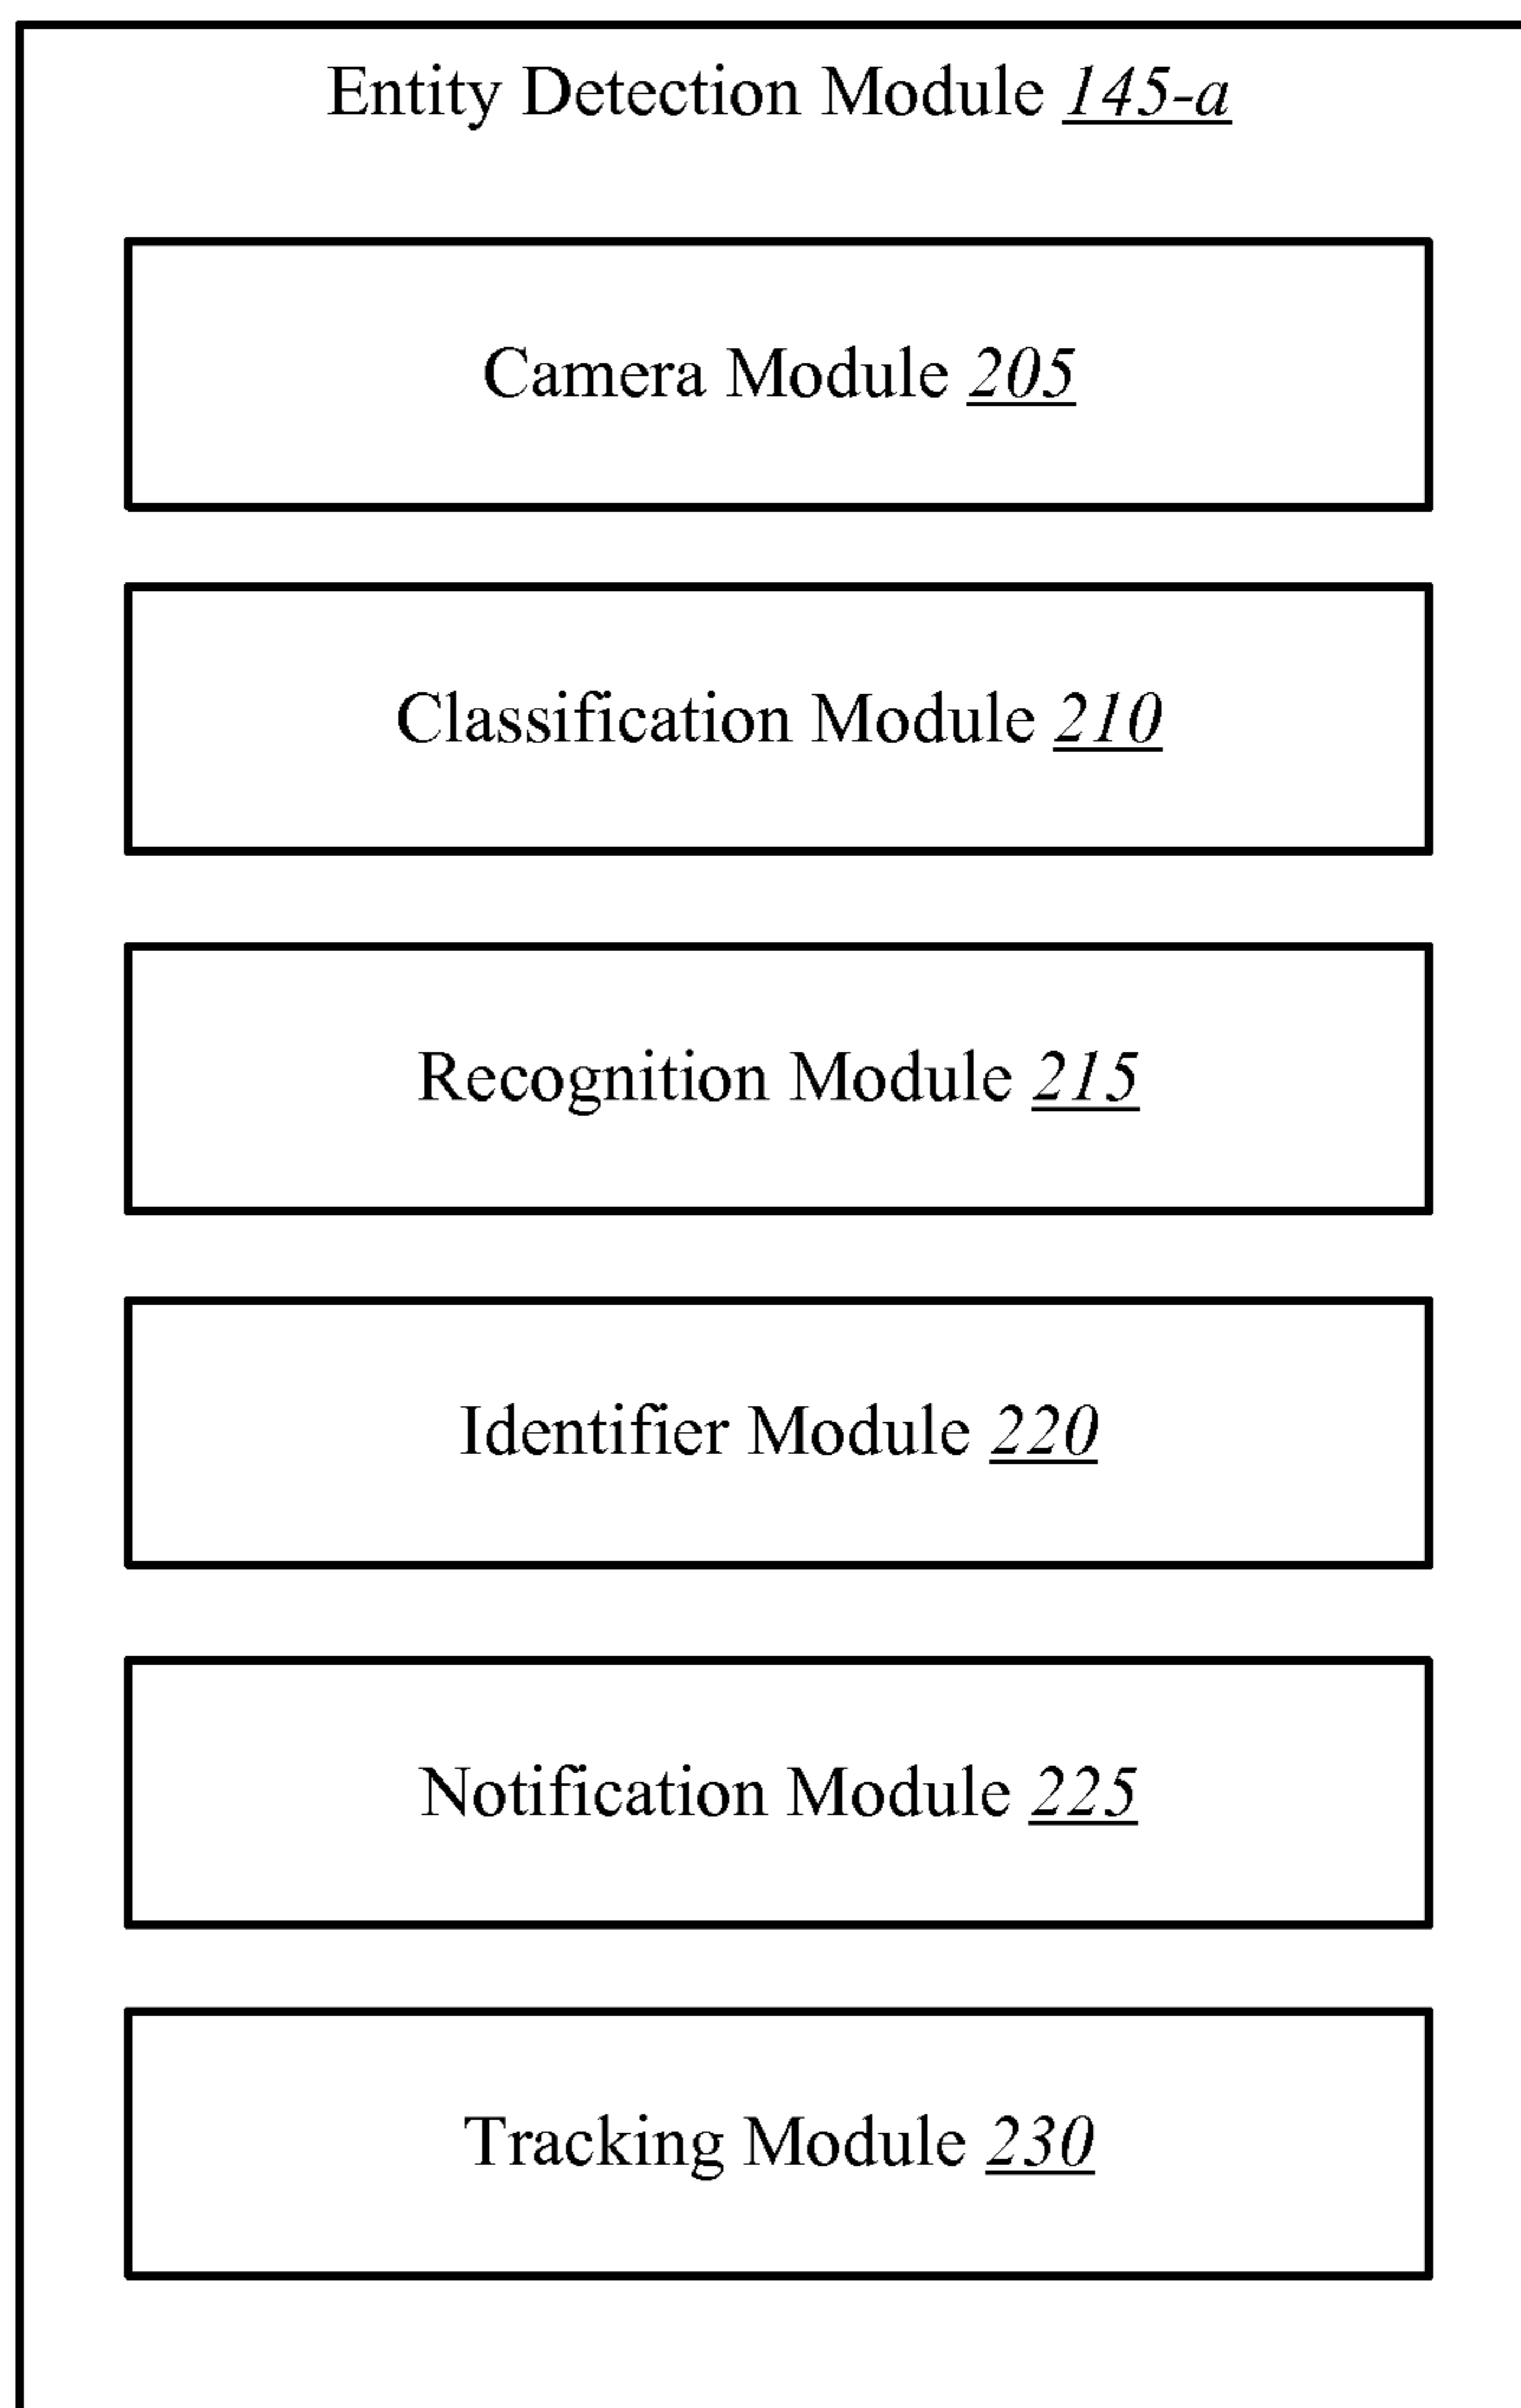 Entity Detection Module 145-a
Camera Module 205
Classification Module 210
Recognition Module 215
Identifier Module 220
Notification Module 225
Tracking Module 230